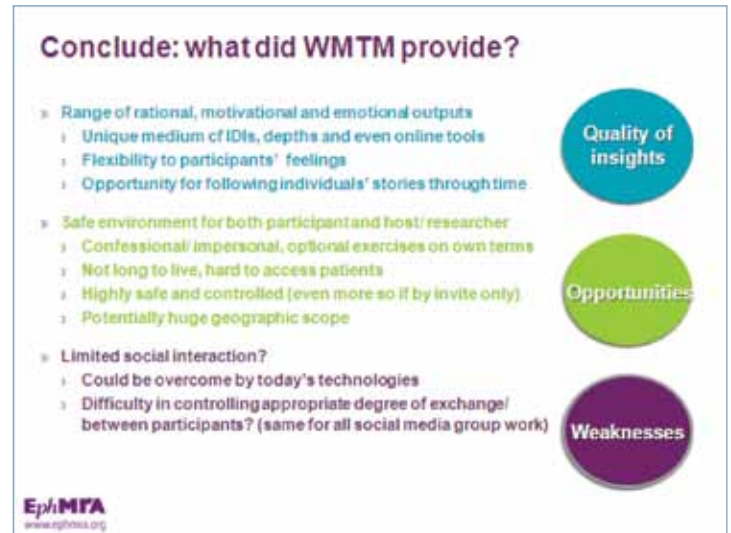 Conclude: what did WMTM provide?
» Range of rational, motivational and emotional outputs
› Unique medium cf IDIs, depths and even online tools
› Flexibility to participants' feelings
› Opportunity for following individuals' stories through time
Quality of
insights
» Safe environment for both participant and host/ researcher
› Confessional/ impersonal, optional exercises on own terms
› Not long to live, hard to access patients
› Highly safe and controlled (even more so if by invite only)
› Potentially huge geographic scope
Opportunities
» Limited social interaction?
› Could be overcome by today's technologies
› Difficulty in controlling appropriate degree of exchange/
between participants? (same for all social media group work)
Weaknesses
EphMRA
www.ephmra.org